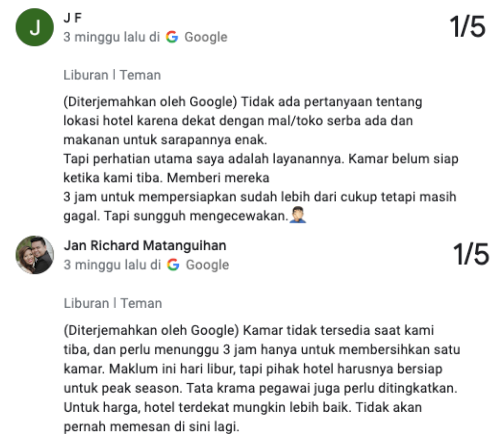 J
J F
1/5
3 minggu lalu di G Google
Liburan | Teman
(Diterjemahkan oleh Google) Tidak ada pertanyaan tentang
lokasi hotel karena dekat dengan mal/toko serba ada dan
makanan untuk sarapannya enak.
Tapi perhatian utama saya adalah layanannya. Kamar belum siap
ketika kami tiba. Memberi mereka
3 jam untuk mempersiapkan sudah lebih dari cukup tetapi masih
gagal. Tapi sungguh mengecewakan.🤦🏻‍♂️
Jan Richard Matanguihan
1/5
3 minggu lalu di G Google
Liburan | Teman
(Diterjemahkan oleh Google) Kamar tidak tersedia saat kami
tiba, dan perlu menunggu 3 jam hanya untuk membersihkan satu
kamar. Maklum ini hari libur, tapi pihak hotel harusnya bersiap
untuk peak season. Tata krama pegawai juga perlu ditingkatkan.
Untuk harga, hotel terdekat mungkin lebih baik. Tidak akan
pernah memesan di sini lagi.